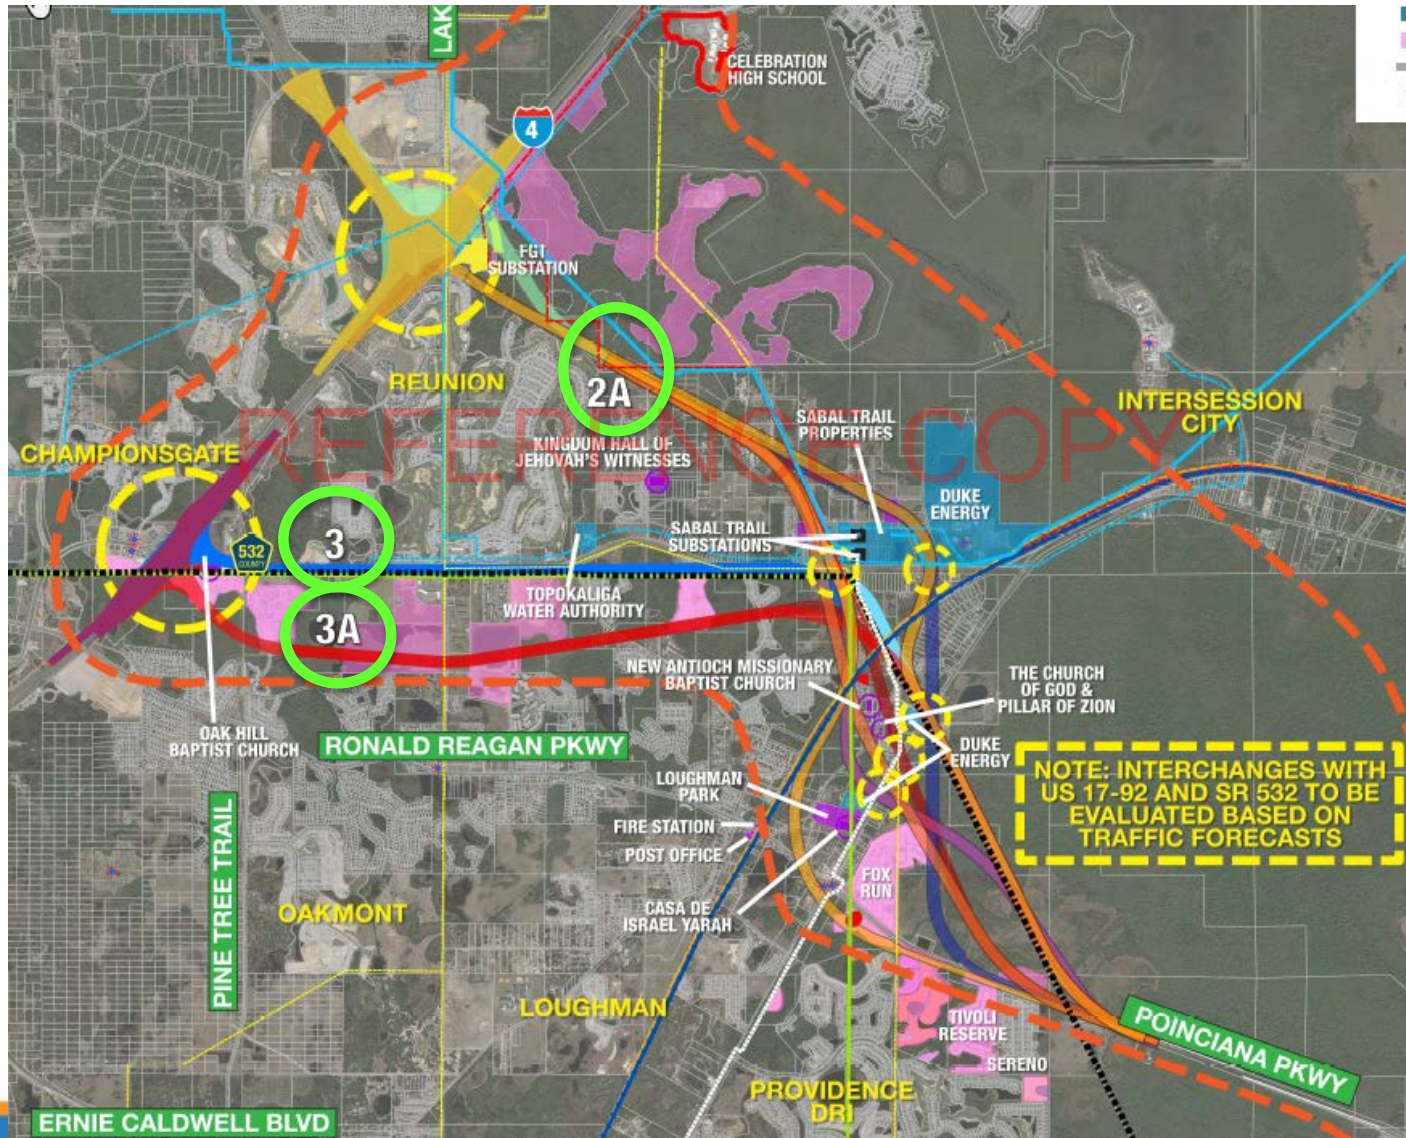 LAK
CELEBRATION
HIGH SCHOOL
4
FGT
SUBSTATION
REUNION
2A
INTERSESSION
CITY
SABAL TRAIL
PROPERTIES
REFERENCE COPY
CHAMPIONSGATE
KINGDOM HALL OF
JEHOVAH'S WITNESSES
DUKE
ENERGY
3
532
COUNTY
SABAL TRAIL
SUBSTATIONS
TOPOKALIGA
WATER AUTHORITY
3A
NEW ANTIOCH MISSIONARY
BAPTIST CHURCH
THE CHURCH
OF GOD &
PILLAR OF ZION
OAK HILL
BAPTIST CHURCH
RONALD REAGAN PKWY
DUKE
ENERGY
LOUGHMAN
PARK
NOTE: INTERCHANGES WITH
US 17-92 AND SR 532 TO BE
EVALUATED BASED ON
TRAFFIC FORECASTS
FIRE STATION
POST OFFICE
PINE TREE TRAIL
FOX
RUN
CASA DE
ISRAEL YARAH
OAKMONT
LOUGHMAN
TIVOLI
RESERVE
POINCIANA PKWY
SERENO
PROVIDENCE
DR
ERNIE CALDWELL BLVD